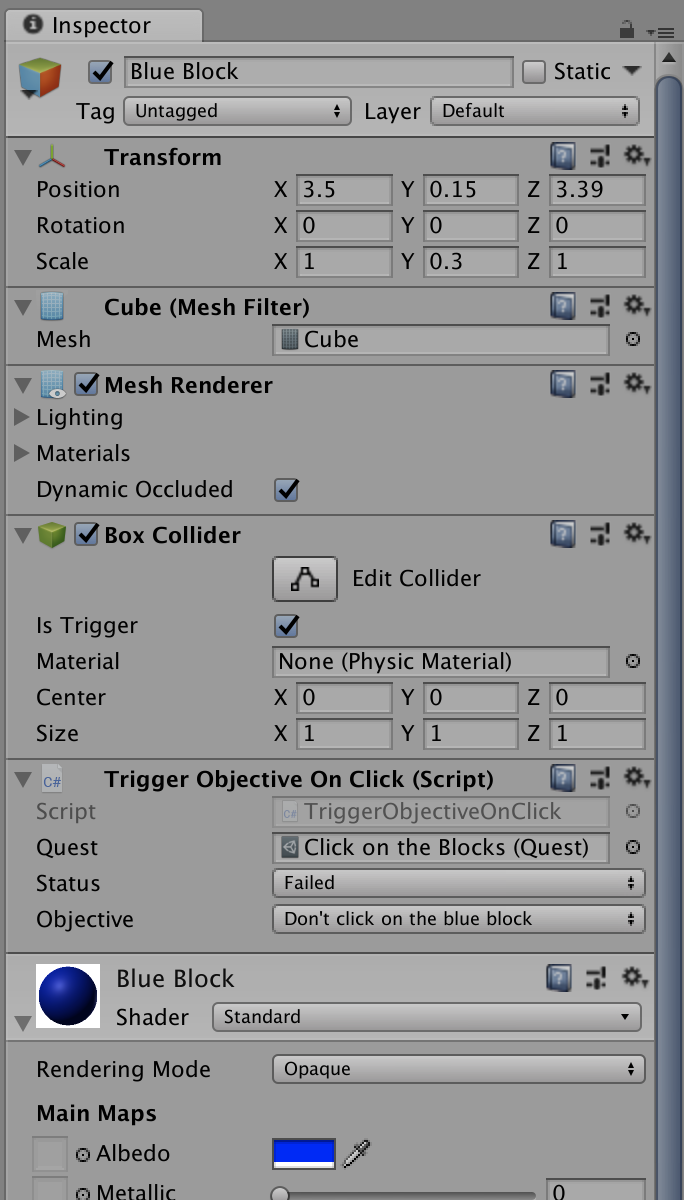 Inspector
Blue Block
Static
Tag Untagged Layer Default
Transform
Position X 3.5 Y 0.15 Z 3.39
Rotation X 0 Y 0 Z 0
Scale X 1 Y 0.3 Z 1
Cube (Mesh Filter)
Mesh Cube
Mesh Renderer
Lighting
Materials
Dynamic Occluded
Box Collider
Edit Collider
Is Trigger
Material None (Physic Material)
Center X 0 Y 0 Z 0
Size X 1 Y 1 Z 1
C# Trigger Objective On Click (Script)
Script C# TriggerObjectiveOnClick
Quest Click on the Blocks (Quest)
Status Failed
Objective Don't click on the blue block
Blue Block
Shader Standard
Rendering Mode Opaque
Main Maps
Albedo
Metallic 0